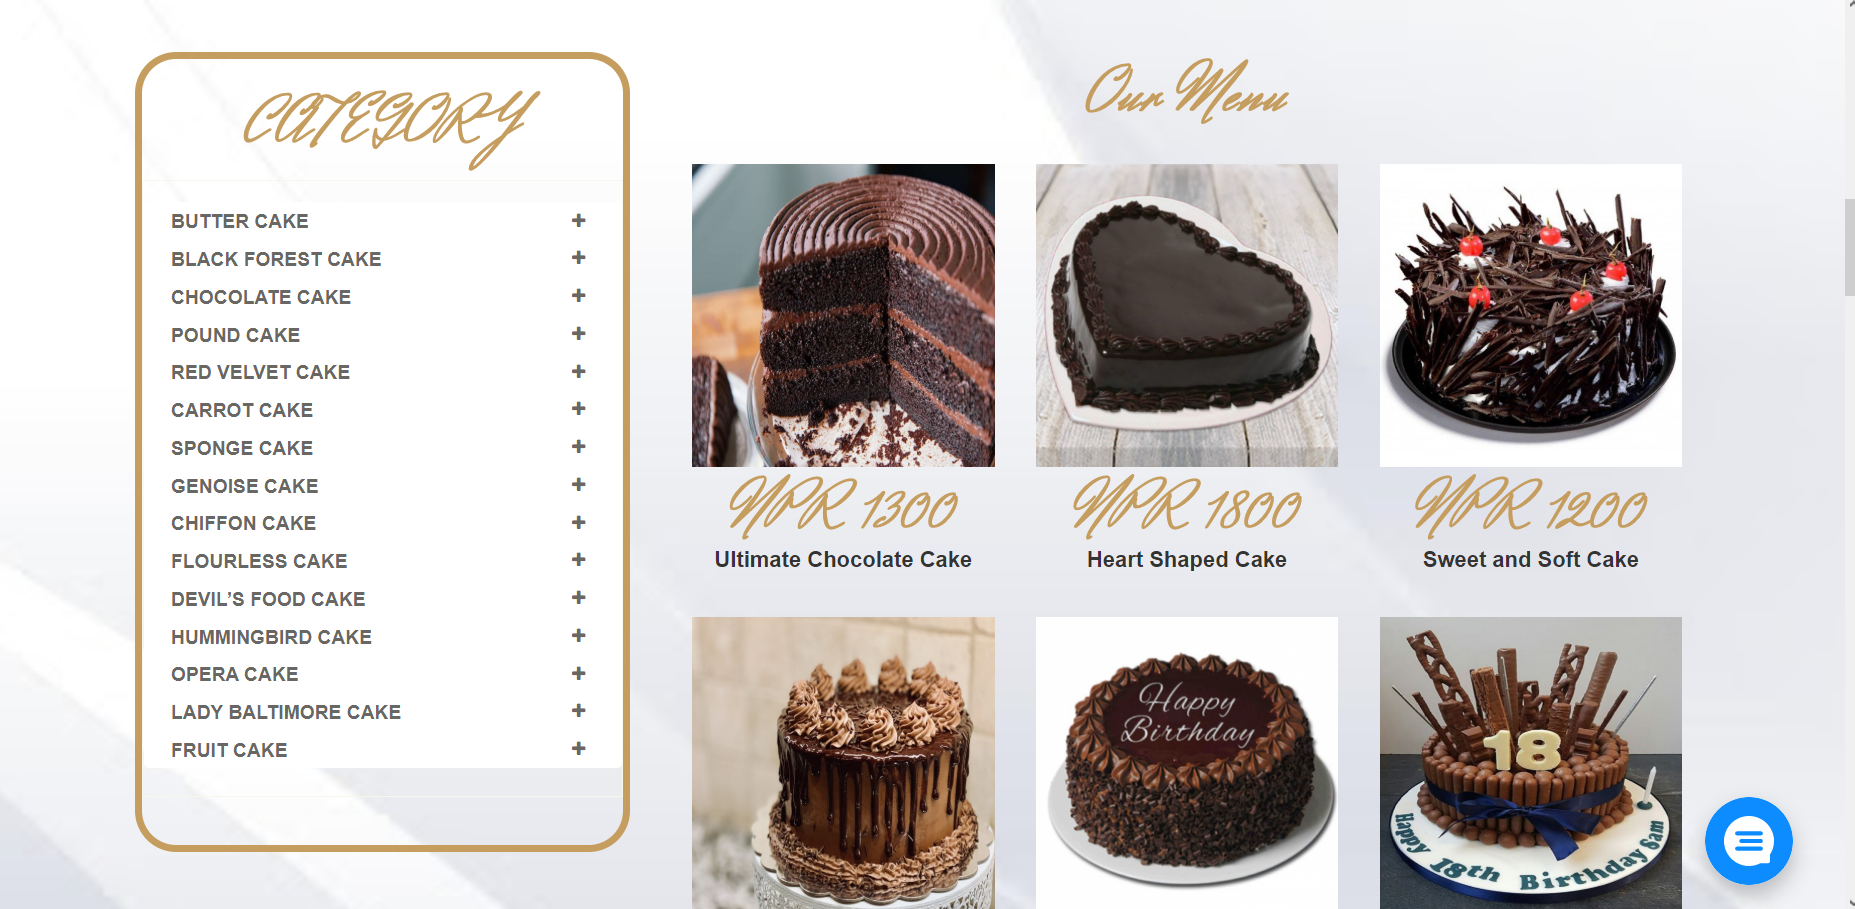 CATEGORY
BUTTER CAKE
BLACK FOREST CAKE
CHOCOLATE CAKE
POUND CAKE
RED VELVET CAKE
CARROT CAKE
SPONGE CAKE
GENOISE CAKE
CHIFFON CAKE
FLOURLESS CAKE
DEVIL’S FOOD CAKE
HUMMINGBIRD CAKE
OPERA CAKE
LADY BALTIMORE CAKE
FRUIT CAKE
Our Menu
NPR 1300
Ultimate Chocolate Cake
NPR 1800
Heart Shaped Cake
NPR 1200
Sweet and Soft Cake
Happy
Birthday
18
Happy 18th Birthday Sam